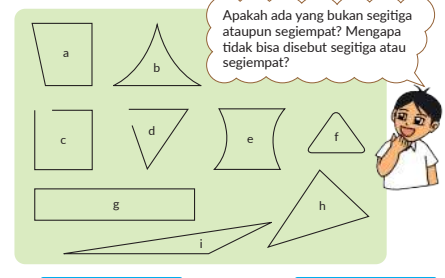 Apakah ada yang bukan segitiga
ataupun segiempat? Mengapa
tidak bisa disebut segitiga atau
segiempat?
a
b
c
d
e
f
g
h
i